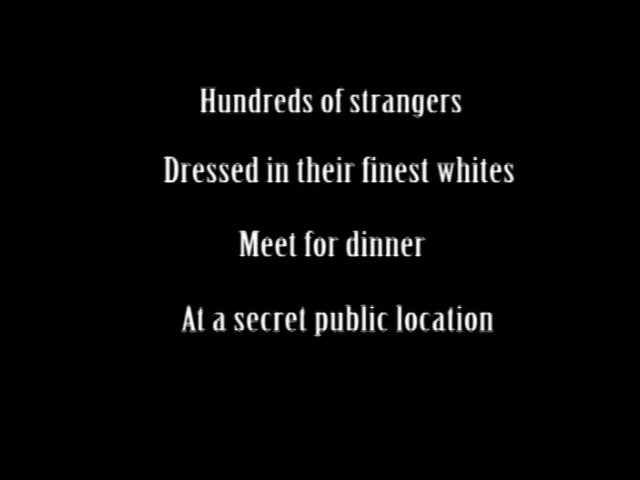 Hundreds of strangers
Dressed in their finest whites
Meet for dinner
At a secret public location